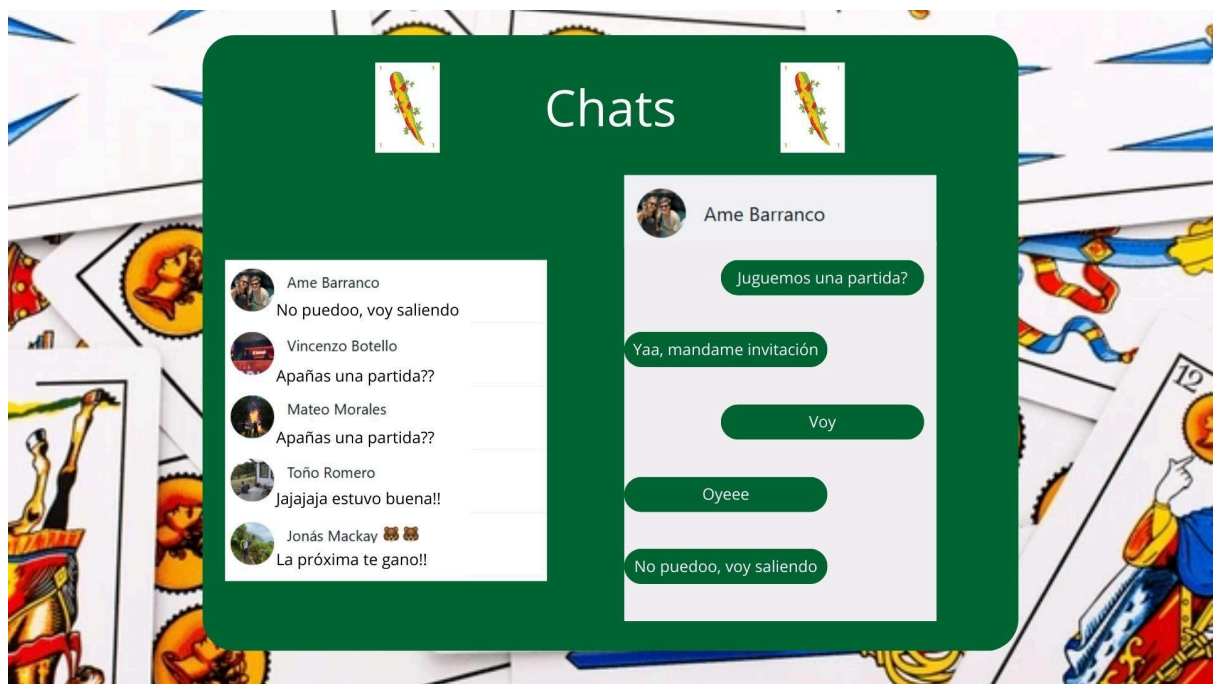 Chats
Ame Barranco
No puedoo, voy saliendo
Vincenzo Botello
Apañas una partida??
Mateo Morales
Apañas una partida??
Toño Romero
Jajajaja estuvo buena!!
Jonás Mackay 🐻 🐻
La próxima te gano!!
Ame Barranco
Juguemos una partida?
Yaa, mandame invitación
Voy
Oyeee
No puedoo, voy saliendo
12